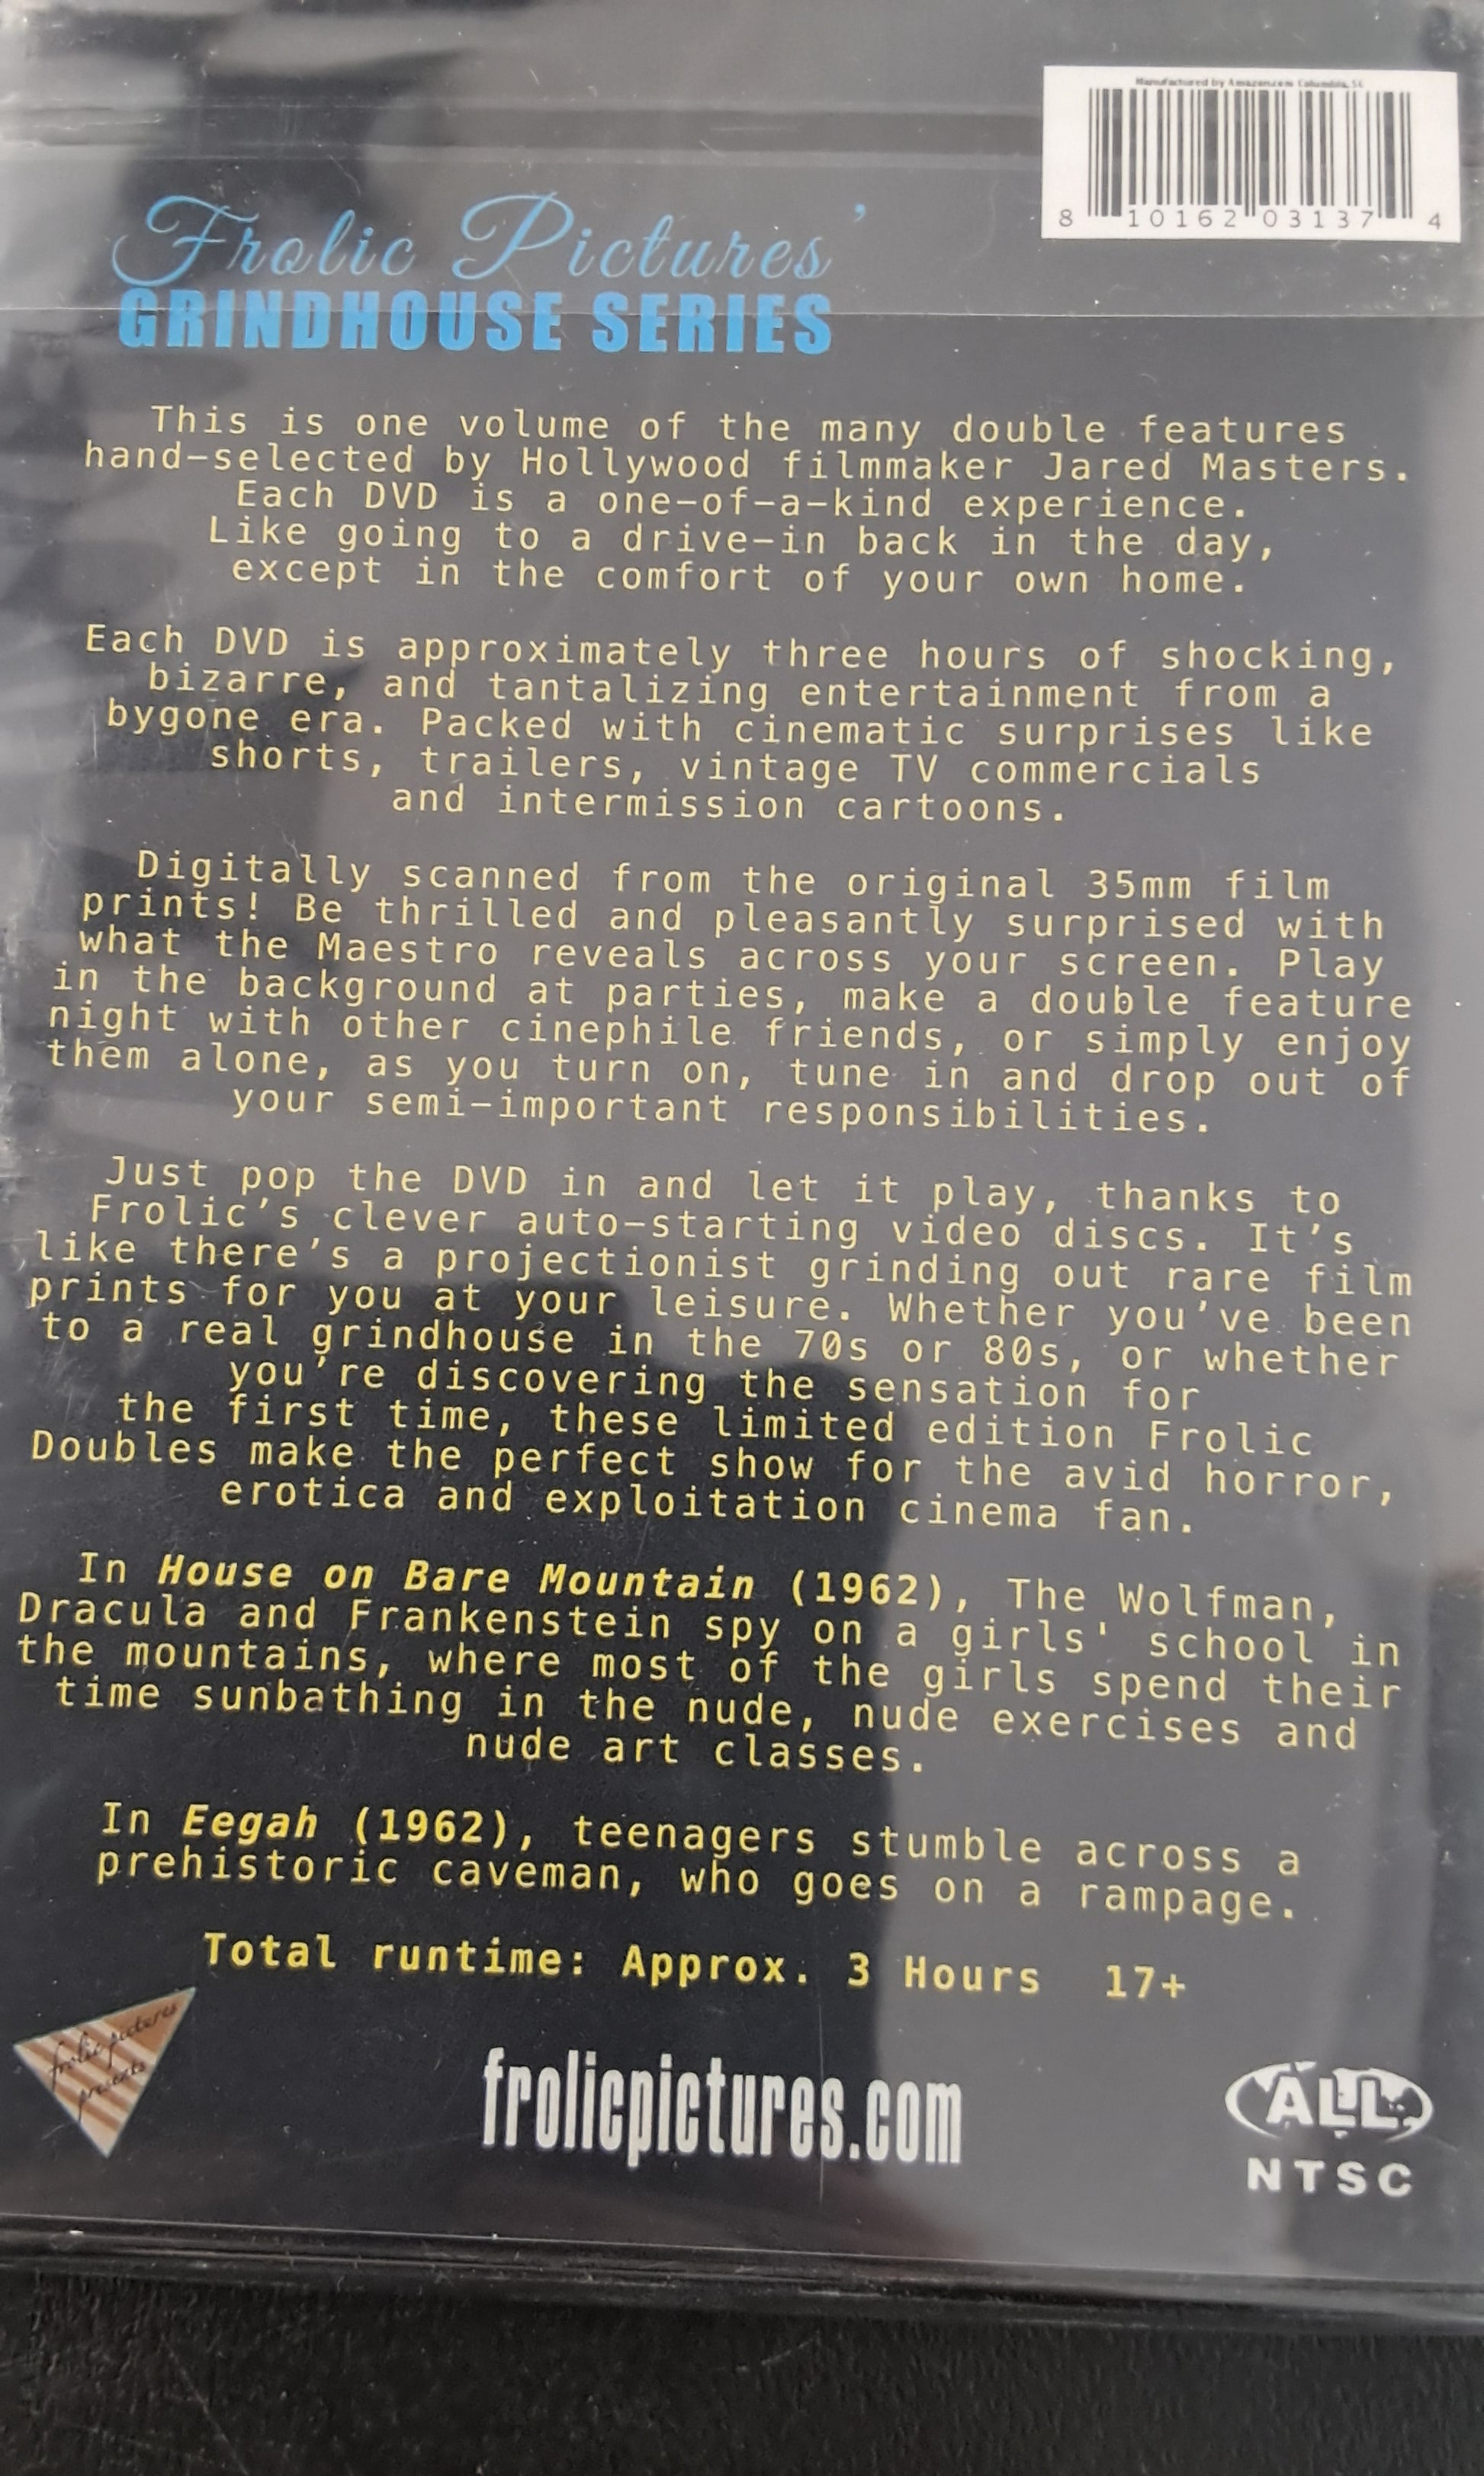 Manufactured by Amazon.com Columbia, SC
8 10162 03137 4
Frolic Pictures'
GRINDHOUSE SERIES
This is one volume of the many double features
hand-selected by Hollywood filmmaker Jared Masters.
Each DVD is a one-of-a-kind experience.
Like going to a drive-in back in the day,
except in the comfort of your own home.
Each DVD is approximately three hours of shocking,
bizarre, and tantalizing entertainment from a
bygone era. Packed with cinematic surprises like
shorts, trailers, vintage TV commercials
and intermission cartoons.
Digitally scanned from the original 35mm film
prints! Be thrilled and pleasantly surprised with
what the Maestro reveals across your screen. Play
in the background at parties, make a double feature
night with other cinephile friends, or simply enjoy
them alone, as you turn on, tune in and drop out of
your semi-important responsibilities.
Just pop the DVD in and let it play, thanks to
Frolic's clever auto-starting video discs. It's
like there's a projectionist grinding out rare film
prints for you at your leisure. Whether you've been
to a real grindhouse in the 70s or 80s, or whether
you're discovering the sensation for
the first time, these limited edition Frolic
Doubles make the perfect show for the avid horror,
erotica and exploitation cinema fan.
In House on Bare Mountain (1962), The Wolfman,
Dracula and Frankenstein spy on a girls' school in
the mountains, where most of the girls spend their
time sunbathing in the nude, nude exercises and
nude art classes.
In Eegah (1962), teenagers stumble across a
prehistoric caveman, who goes on a rampage.
Total runtime: Approx. 3 Hours 17+
frolic pictures
presents
frolicpictures.com
ALL
NTSC